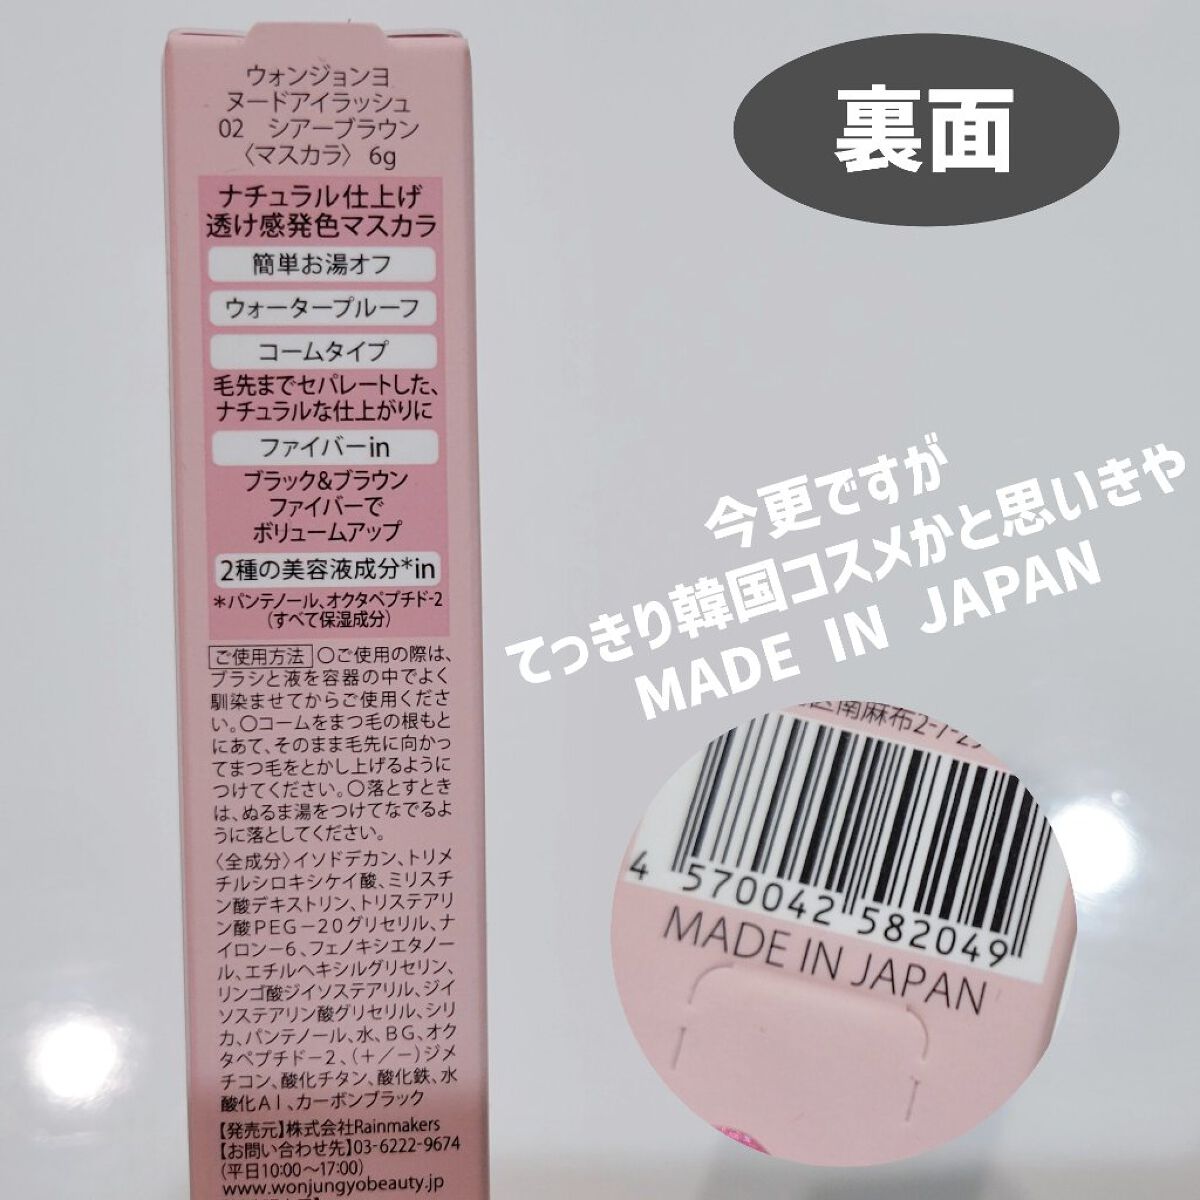 ウォンジョンヨ
ヌードアイラッシュ
02　シアーブラウン
〈マスカラ〉 6g
ナチュラル仕上げ
透け感発色マスカラ
簡単お湯オフ
ウォータープルーフ
コームタイプ
毛先までセパレートした、
ナチュラルな仕上がりに
ファイバーin
ブラック&ブラウン
ファイバーで
ボリュームアップ
2種の美容液成分*in
*パンテノール、オクタペプチド-2
(すべて保湿成分)
ご使用方法 〇ご使用の際は、
ブラシと液を容器の中でよく
馴染ませてからご使用くださ
い。〇コームをまつ毛の根もと
にあて、そのまま毛先に向かっ
てまつ毛をとかし上げるように
つけてください。〇落とすとき
は、ぬるま湯をつけてなでるよ
うに落としてください。
〈全成分〉イソドデカン、トリメ
チルシロキシケイ酸、ミリスチ
ン酸デキストリン、トリステアリ
ン酸PEG-20グリセリル、ナ
イロン-6、フェノキシエタノー
ル、エチルヘキシルグリセリン、
リンゴ酸ジイソステアリル、ジイ
ソステアリン酸グリセリル、シリ
カ、パンテノール、水、BG、オク
タペプチド-2、(+/-)ジメ
チコン、酸化チタン、酸化鉄、水
酸化Al、カーボンブラック
【発売元】株式会社Rainmakers
【お問い合わせ先】03-6222-9674
(平日10:00～17:00)
www.wonjungyobeauty.jp
裏面
今更ですが
てっきり韓国コスメかと思いきや
MADE IN JAPAN
区南麻布2-7-2
4 570042 582049
MADE IN JAPAN